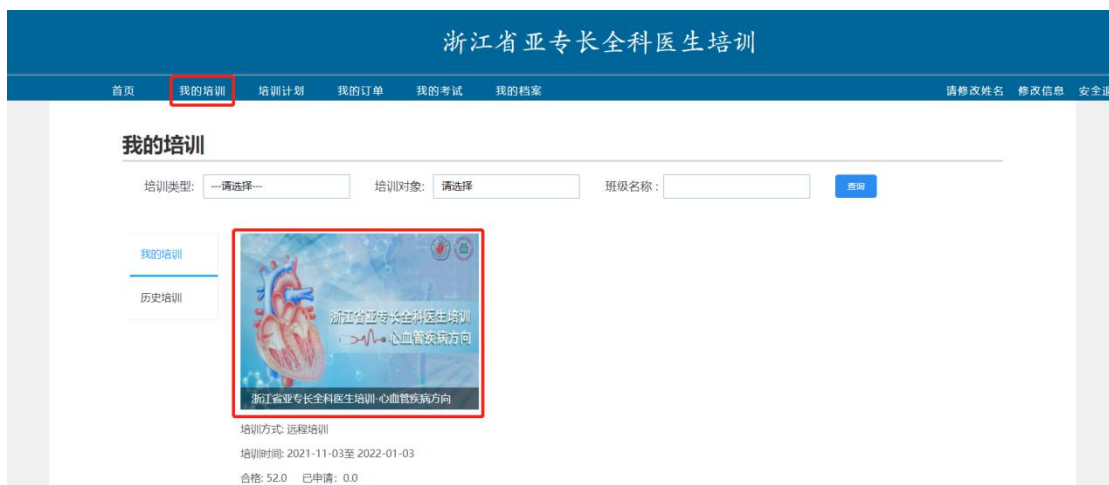 浙江省亚专长全科医生培训
首页 我的培训 培训计划 我的订单 我的考试 我的档案 请修改姓名 修改信息 安全退
我的培训
培训类型: ---请选择--- 培训对象: 请选择 班级名称 : 查询
我的培训
历史培训
浙江省亚专长全科医生培训
心血管疾病方向
浙江省亚专长全科医生培训-心血管疾病方向
培训方式: 远程培训
培训时间: 2021-11-03至 2022-01-03
合格: 52.0 已申请: 0.0